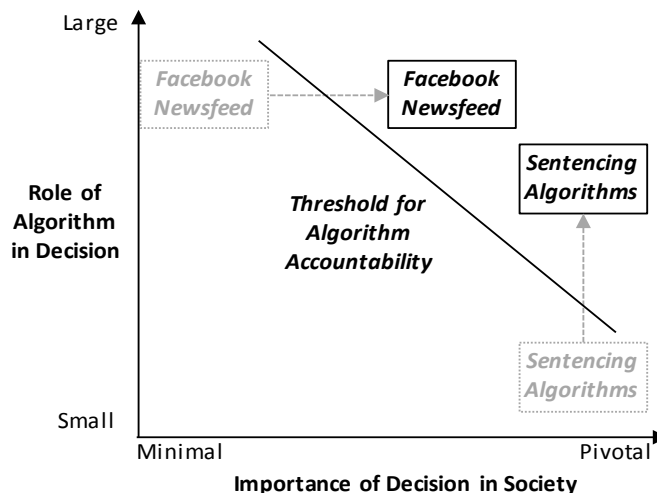 Large
Facebook
Newsfeed
Facebook
Newsfeed
Sentencing
Algorithms
Role of
Algorithm
in Decision
Threshold for
Algorithm
Accountability
Sentencing
Algorithms
Small
Minimal
Pivotal
Importance of Decision in Society